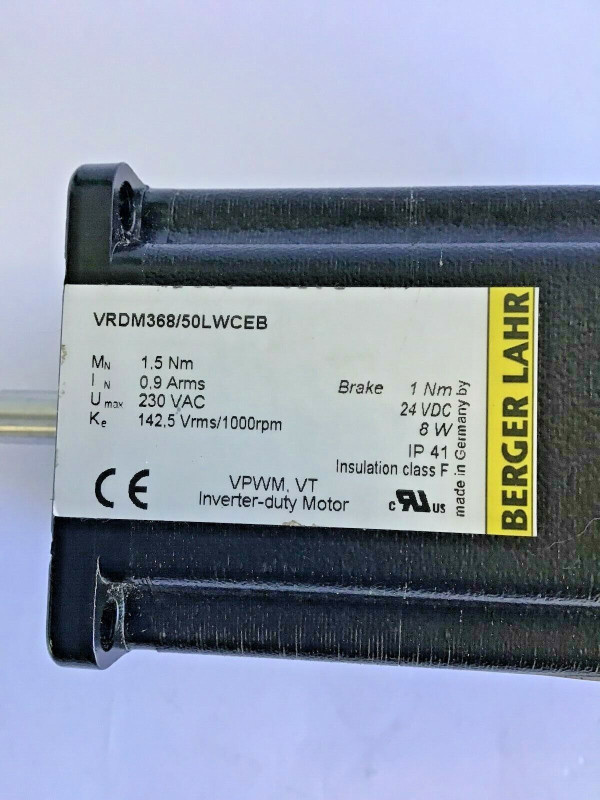 VRDM368/50LWCEB
MN 1,5 Nm
IN 0,9 Arms
Umax 230 VAC
Ke 142,5 Vrms/1000rpm
Brake 1 Nm
24 VDC
8 W
IP 41
Insulation class F
CE
VPWM, VT
Inverter-duty Motor
c RU US
made in Germany by
BERGER LAHR